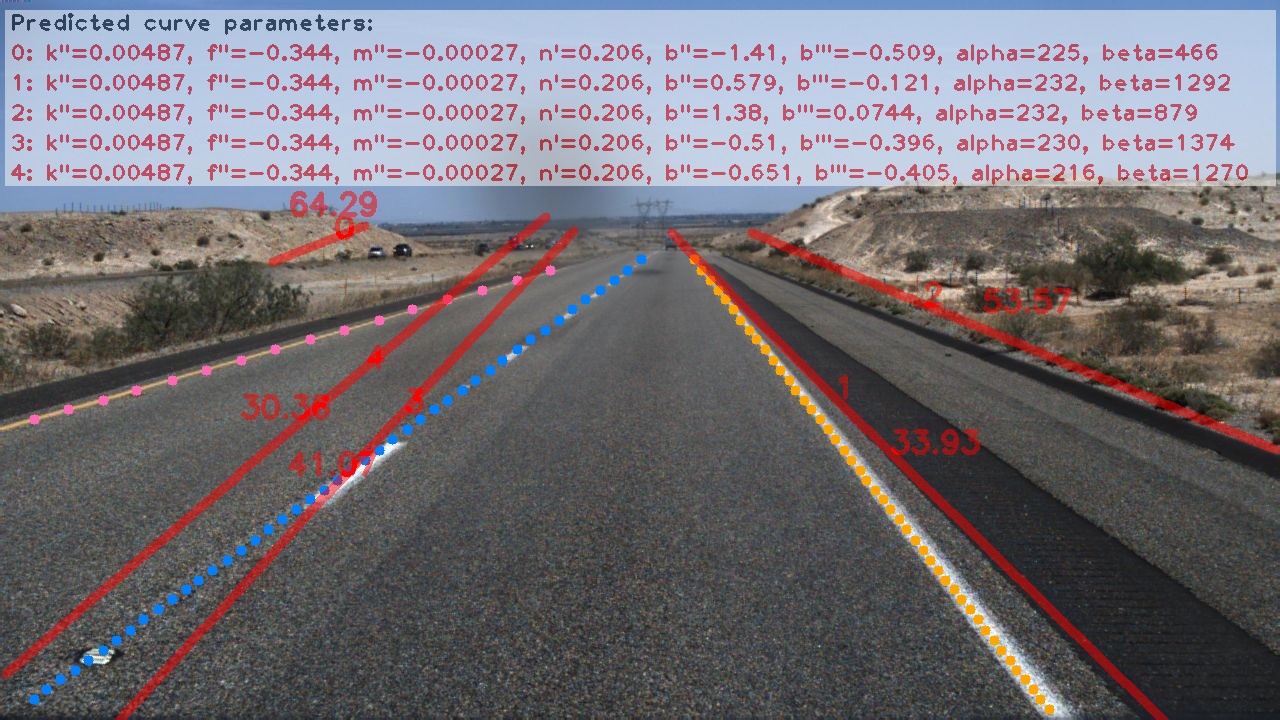 Predicted curve parameters:
0: k''=0.00487, f''=−0.344, m''=−0.00027, n'=0.206, b''=−1.41, b'''=−0.509, alpha=225, beta=466
1: k''=0.00487, f''=−0.344, m''=−0.00027, n'=0.206, b''=0.579, b'''=−0.121, alpha=232, beta=1292
2: k''=0.00487, f''=−0.344, m''=−0.00027, n'=0.206, b''=1.38, b'''=0.0744, alpha=232, beta=879
3: k''=0.00487, f''=−0.344, m''=−0.00027, n'=0.206, b''=−0.51, b'''=−0.396, alpha=230, beta=1374
4: k''=0.00487, f''=−0.344, m''=−0.00027, n'=0.206, b''=−0.651, b'''=−0.405, alpha=216, beta=1270
64.29
0
2 53.57
4
1
30.36 3
33.93
41.07